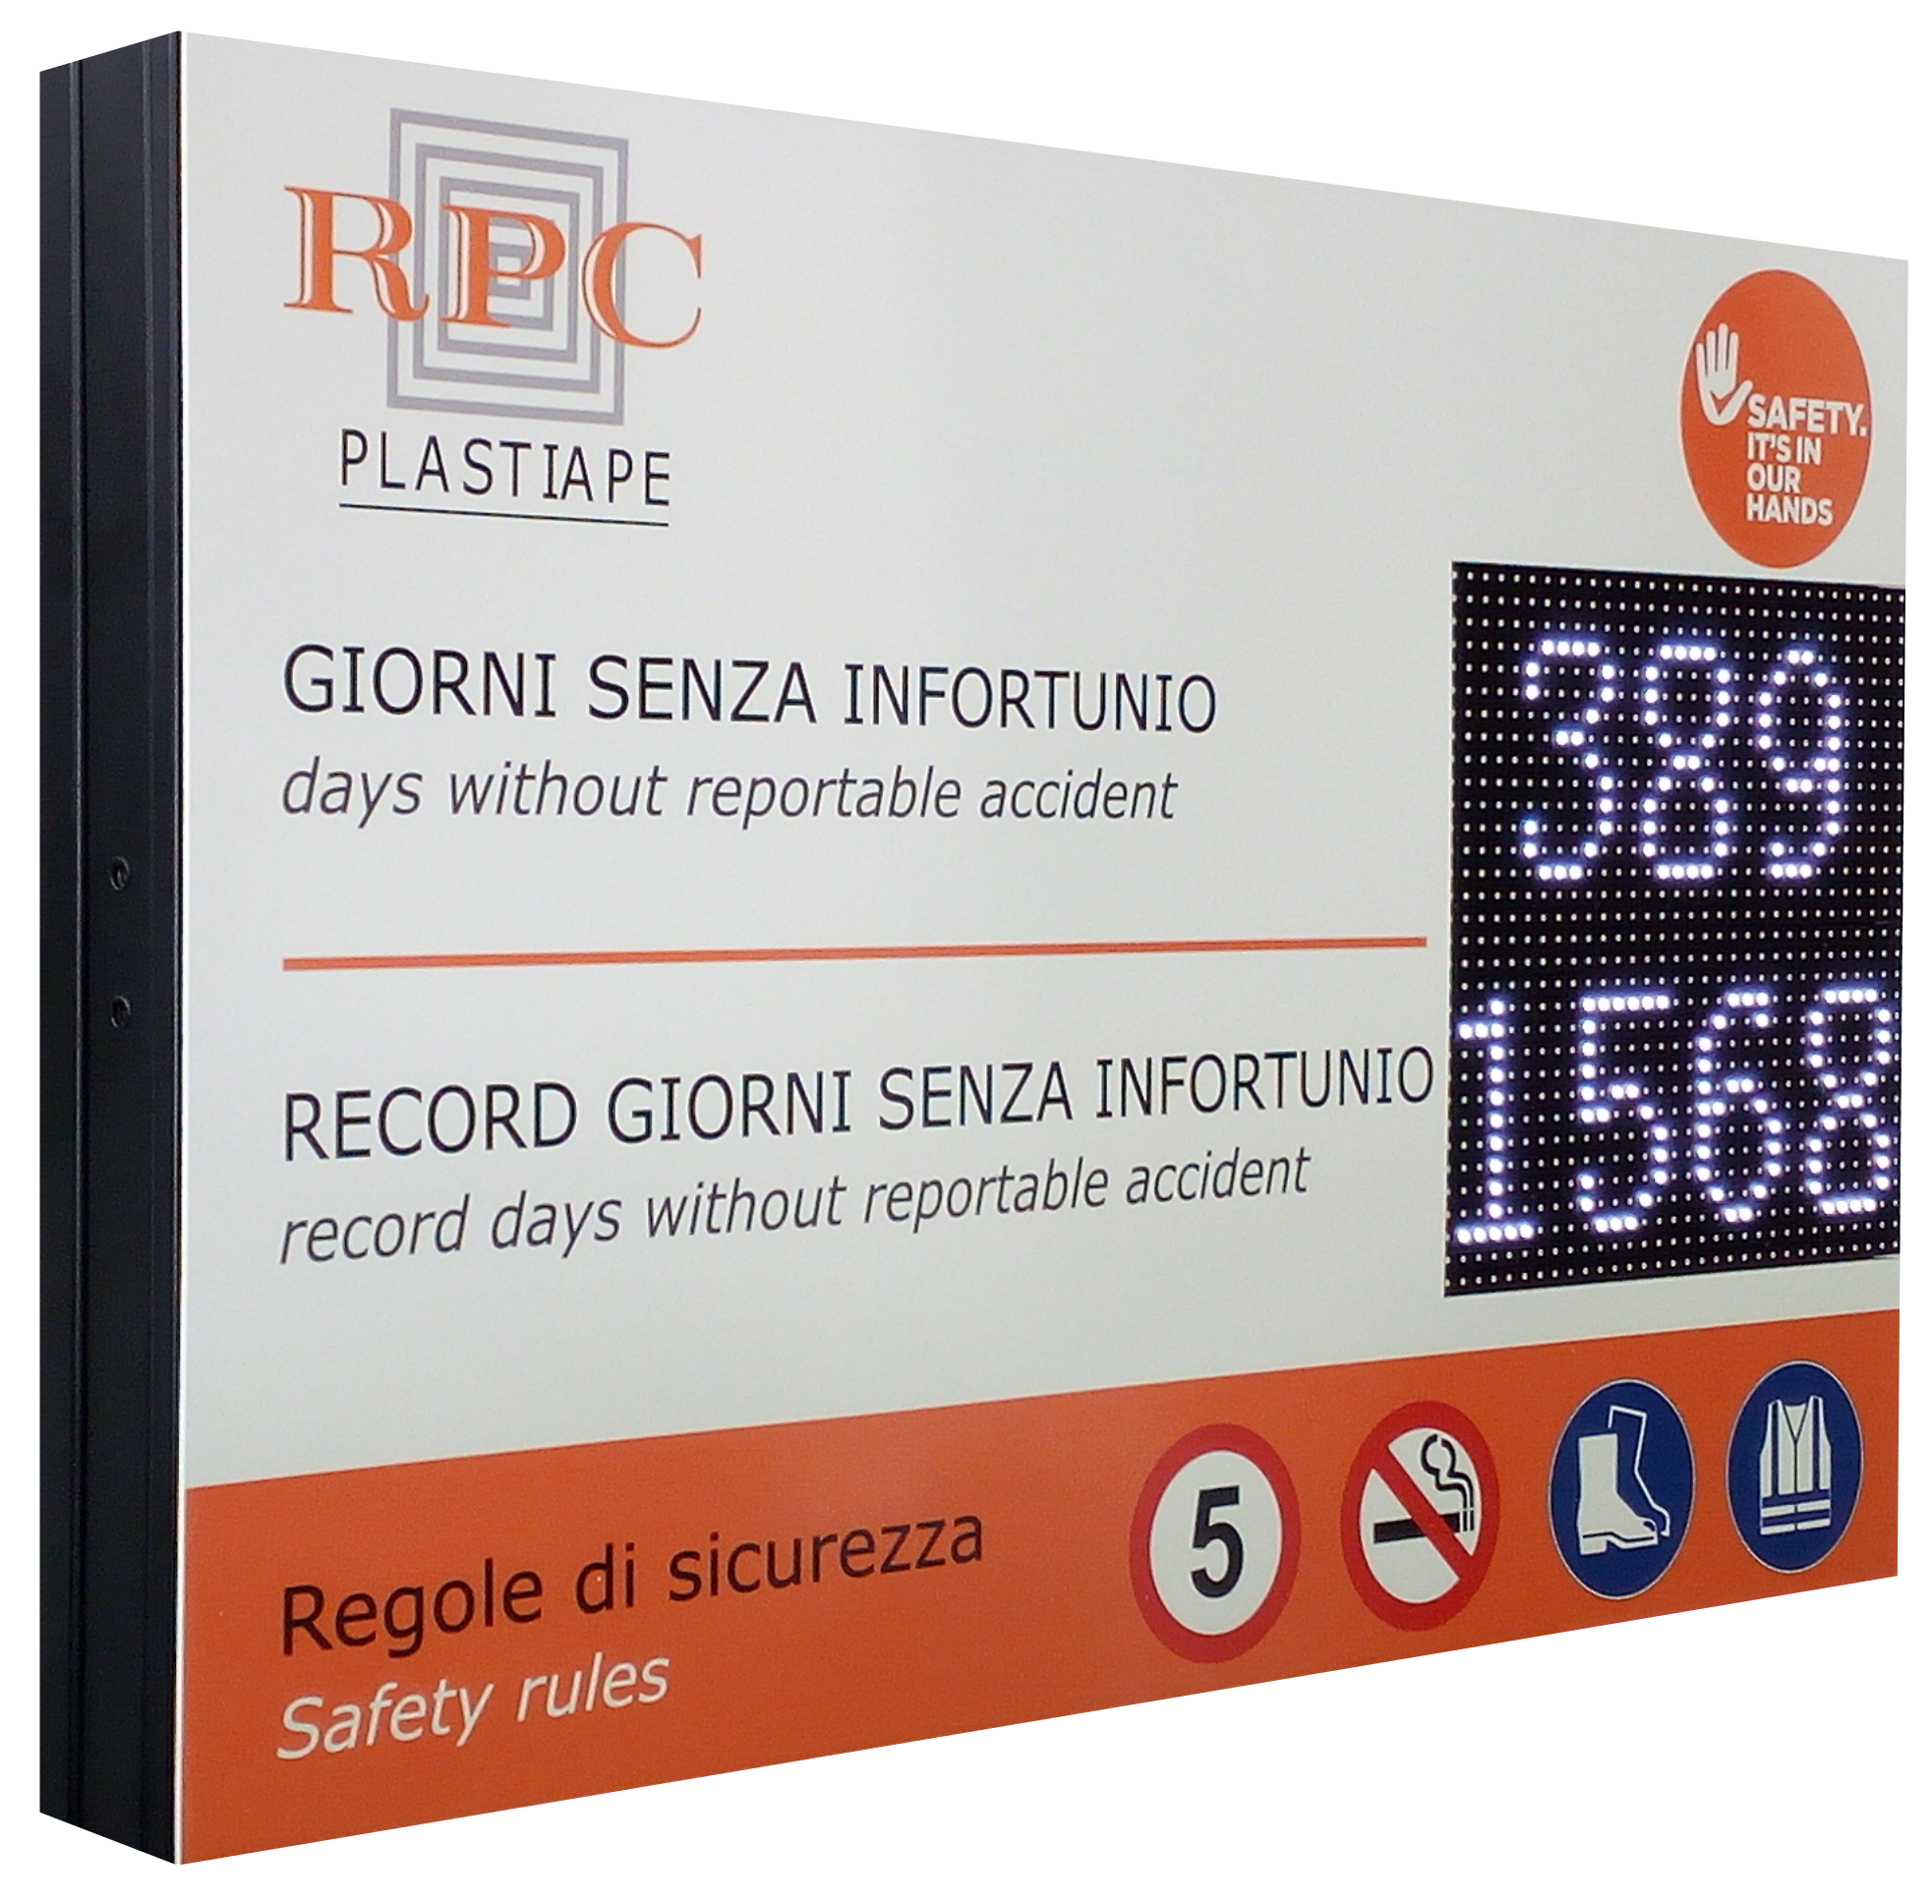 RPC
PLASTIAPE
SAFETY.
IT'S IN
OUR
HANDS
GIORNI SENZA INFORTUNIO
days without reportable accident
389
RECORD GIORNI SENZA INFORTUNIO
record days without reportable accident
1568
Regole di sicurezza
Safety rules
5